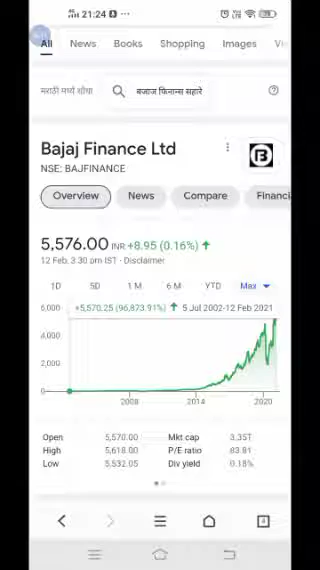 21:24
All News Books Shopping Images
मराठी मध्ये शोधा
बजाज फिनान्स सहारे
Bajaj Finance Ltd
NSE: BAJFINANCE
Overview News Compare Financi
5,576.00 INR +8.95 (0.16%)
12 Feb, 3:30 pm IST · Disclaimer
1D 5D 1 M 6 M YTD Max
6,000
+5,570.25 (96,873.91%) 5 Jul 2002-12 Feb 2021
4,000
2,000
0
2008 2014 2020
Open 5,570.00 Mkt cap 3.35T
High 5,618.00 P/E ratio 83.91
Low 5,532.05 Div yield 0.18%